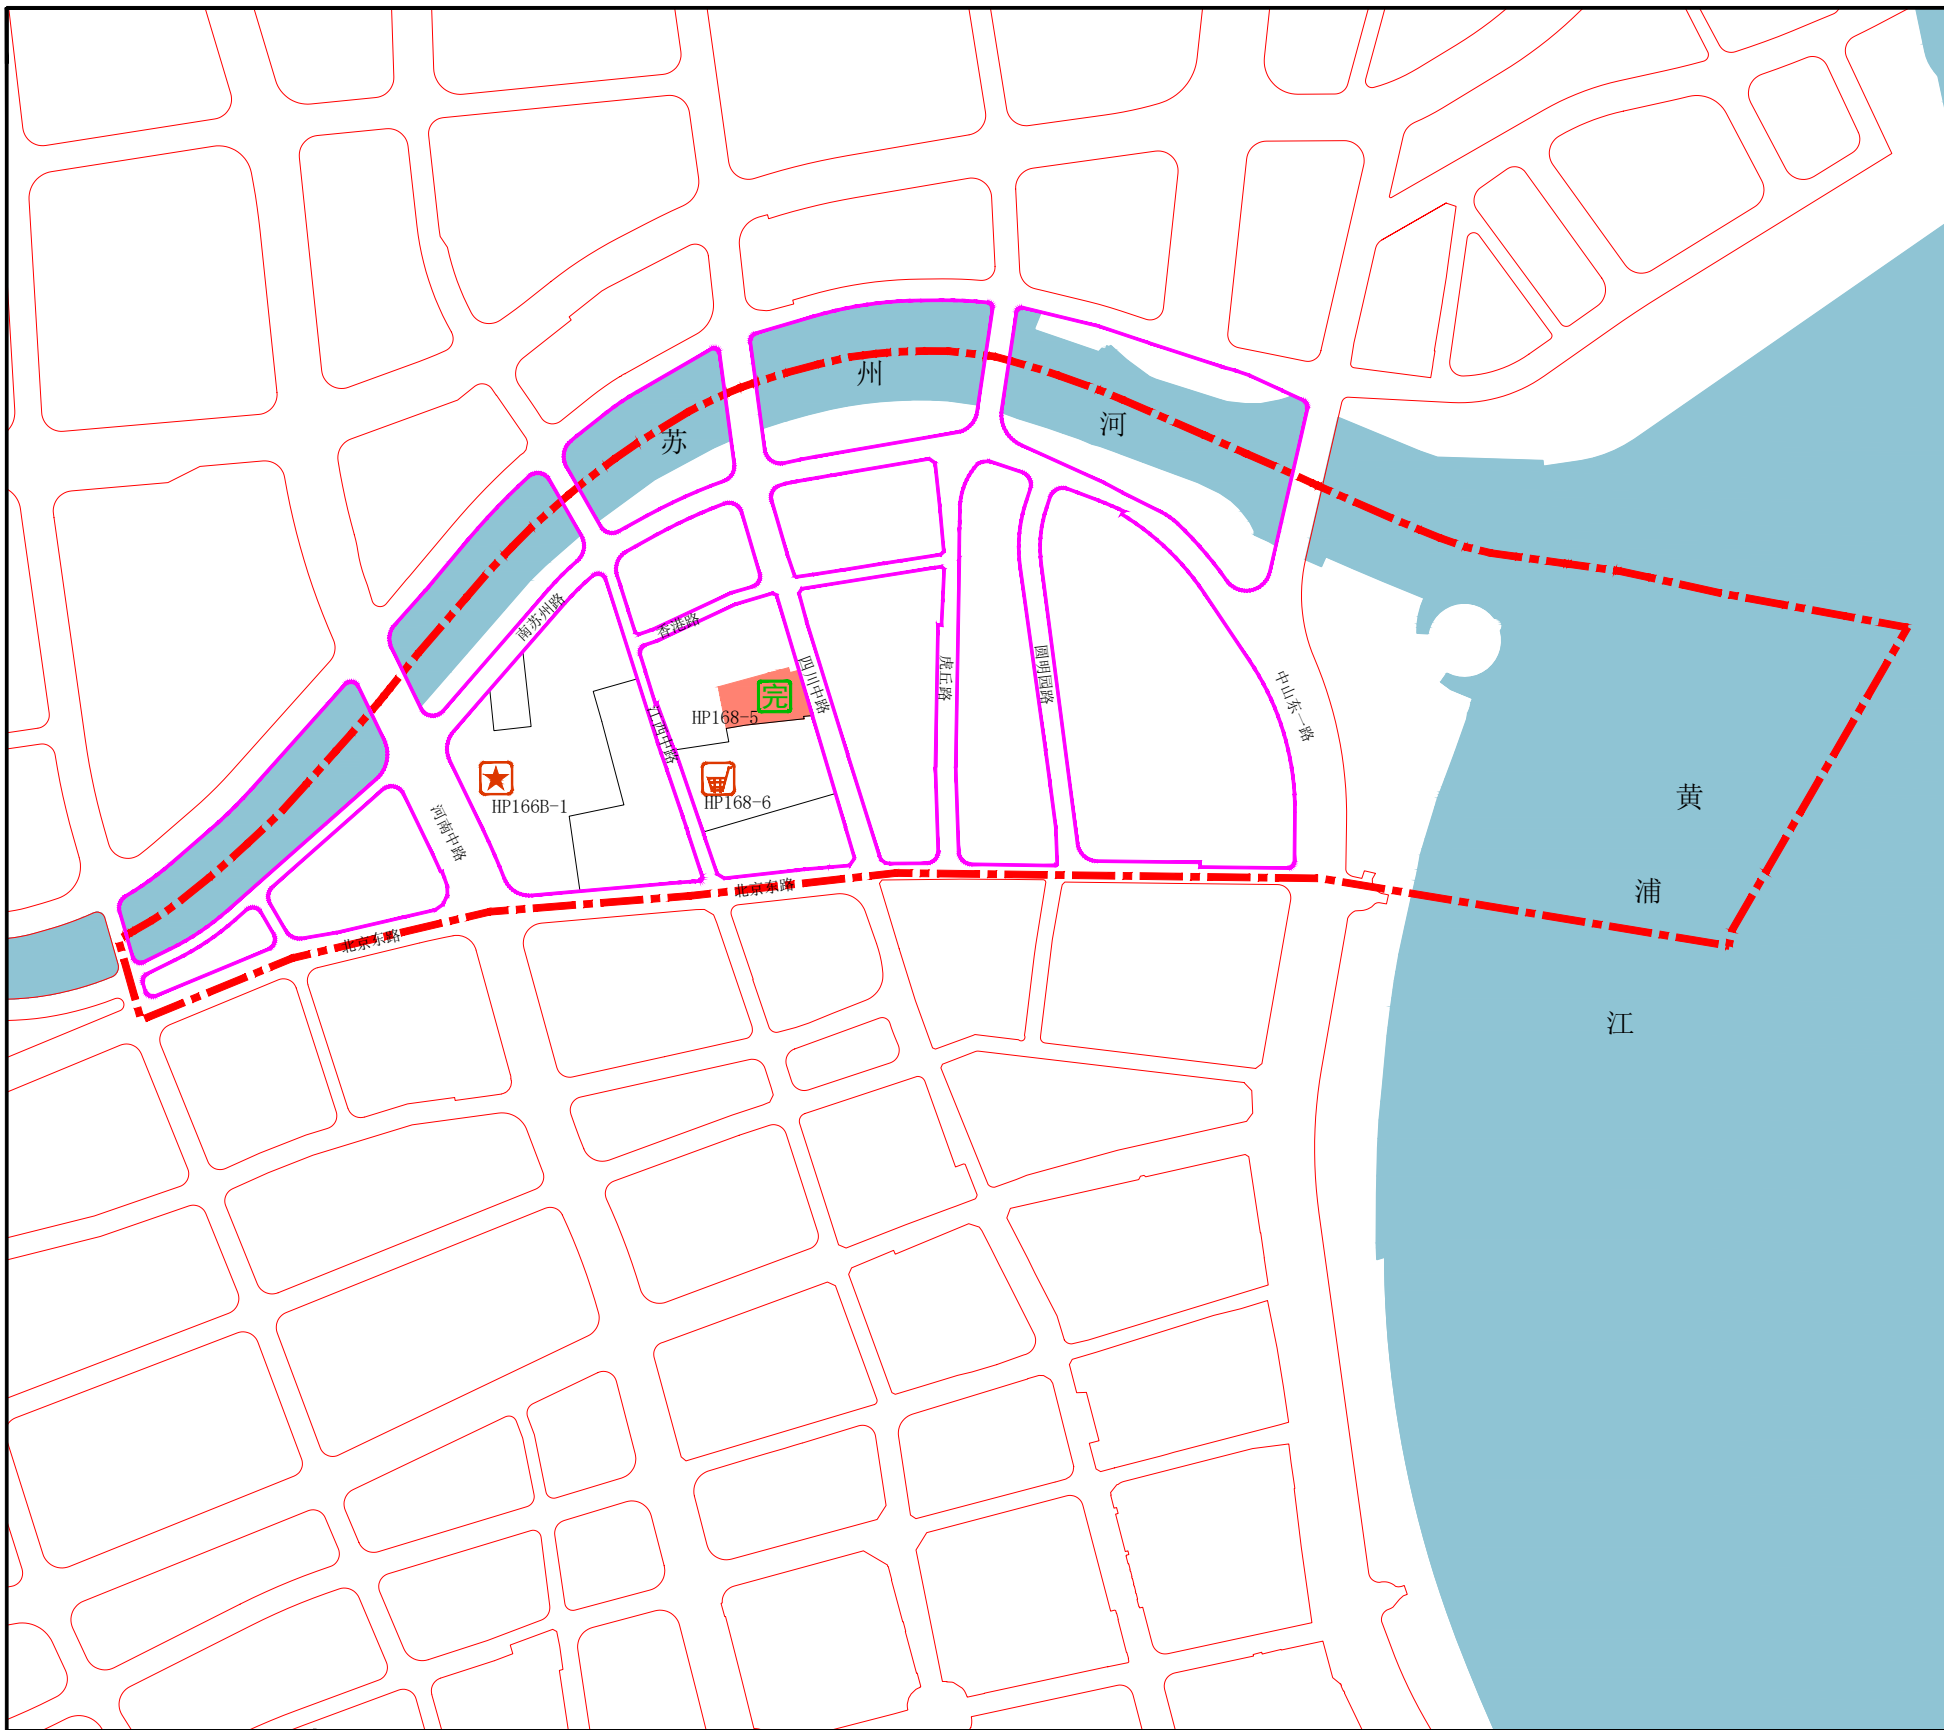 州
河
苏
南苏州路
香港路
四川中路
虎丘路
圆明园路
中山东一路
完
HP168-5
江西中路
HP166B-1
HP168-6
河南中路
北京东路
北京东路
黄
浦
江